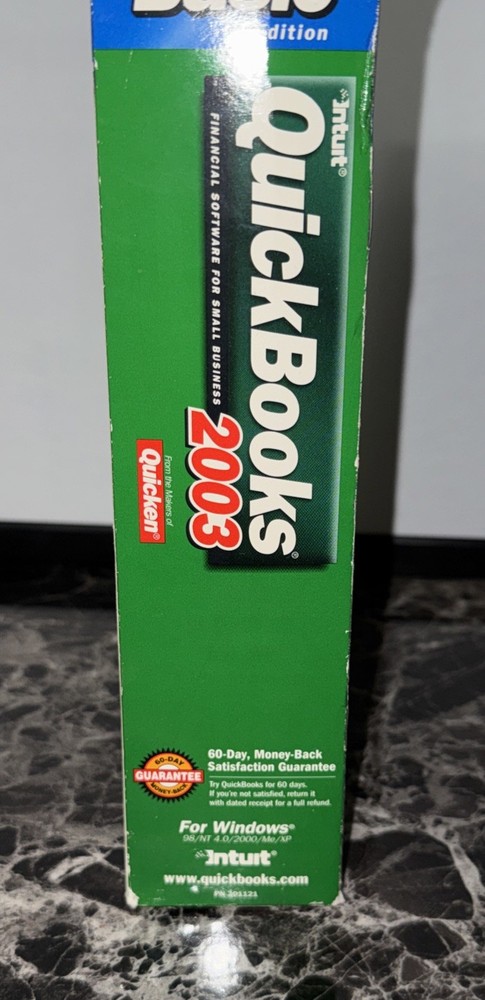 Basic
Edition
Intuit®
QuickBooks®
FINANCIAL SOFTWARE FOR SMALL BUSINESS
2003
From the Makers of
Quicken®
60-DAY
GUARANTEE
MONEY-BACK
60-Day, Money-Back
Satisfaction Guarantee
Try QuickBooks for 60 days.
If you're not satisfied, return it
with dated receipt for a full refund.
For Windows®
98/NT 4.0/2000/Me/XP
Intuit®
www.quickbooks.com
PN 201121